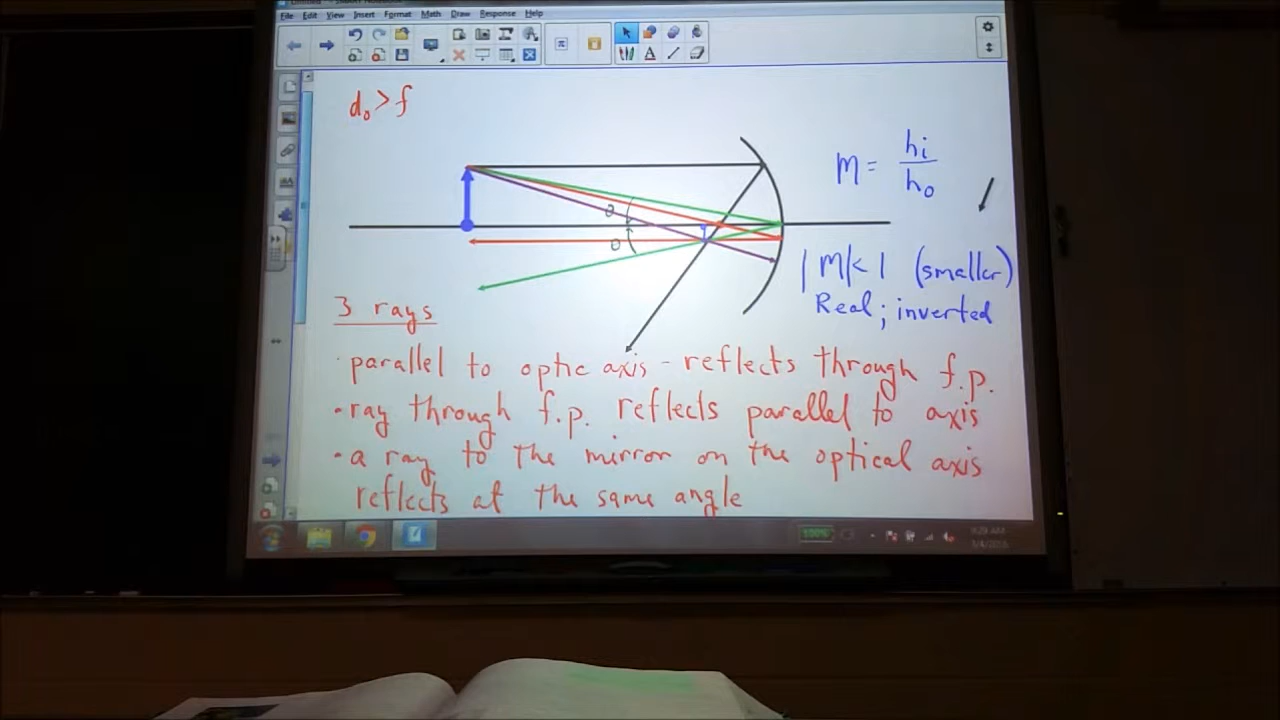 File Edit View Insert Format Math Draw Response Help
π
A
d₀ > f
M = hi / h₀
θ
θ
|M| < 1 (smaller)
Real; inverted
3 rays
· parallel to optic axis - reflects through f.p.
• ray through f.p. reflects parallel to axis
• a ray to the mirror on the optical axis
reflects at the same angle
100%